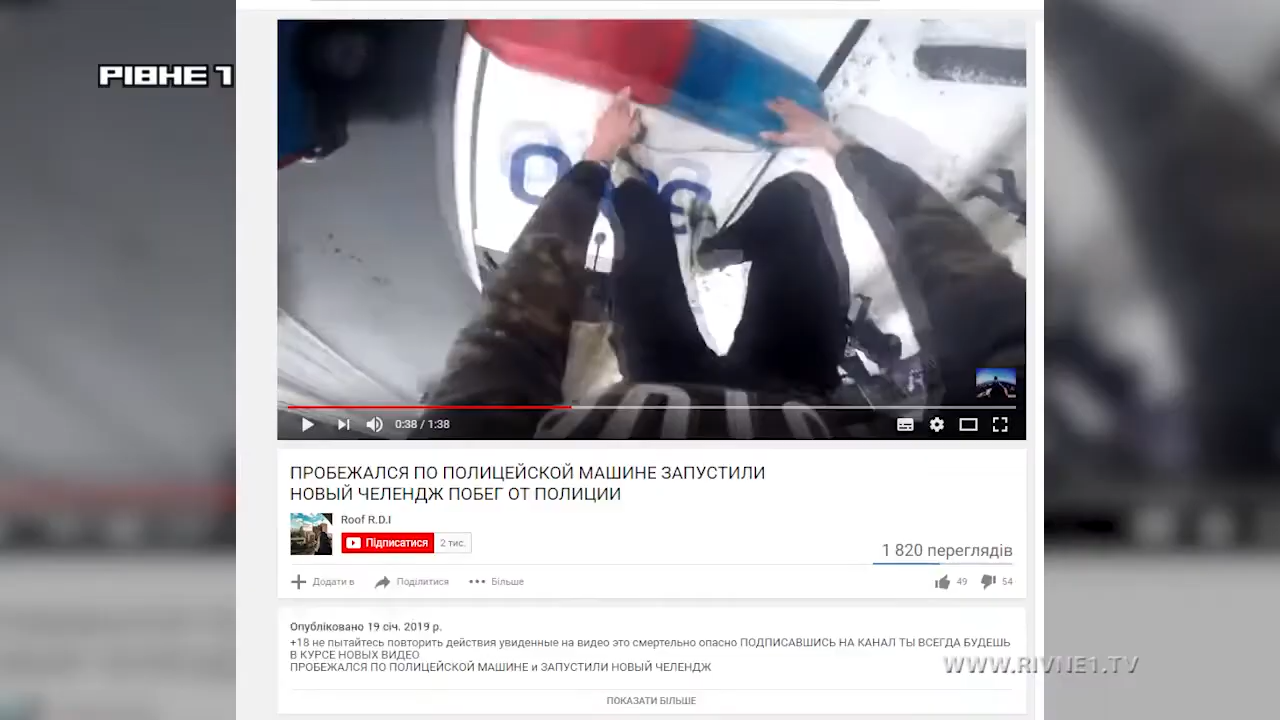 РІВНЕ 1
0:38 / 1:38
ПРОБЕЖАЛСЯ ПО ПОЛИЦЕЙСКОЙ МАШИНЕ ЗАПУСТИЛИ
НОВЫЙ ЧЕЛЕНДЖ ПОБЕГ ОТ ПОЛИЦИИ
Roof R.D.I
Підписатися 2 тис.
1 820 переглядів
Додати в Поділитися Більше 49 54
Опубліковано 19 січ. 2019 р.
+18 не пытайтесь повторить действия увиденные на видео это смертельно опасно ПОДПИСАВШИСЬ НА КАНАЛ ТЫ ВСЕГДА БУДЕШЬ
В КУРСЕ НОВЫХ ВИДЕО
ПРОБЕЖАЛСЯ ПО ПОЛИЦЕЙСКОЙ МАШИНЕ и ЗАПУСТИЛИ НОВЫЙ ЧЕЛЕНДЖ
WWW.RIVNE1.TV
ПОКАЗАТИ БІЛЬШЕ